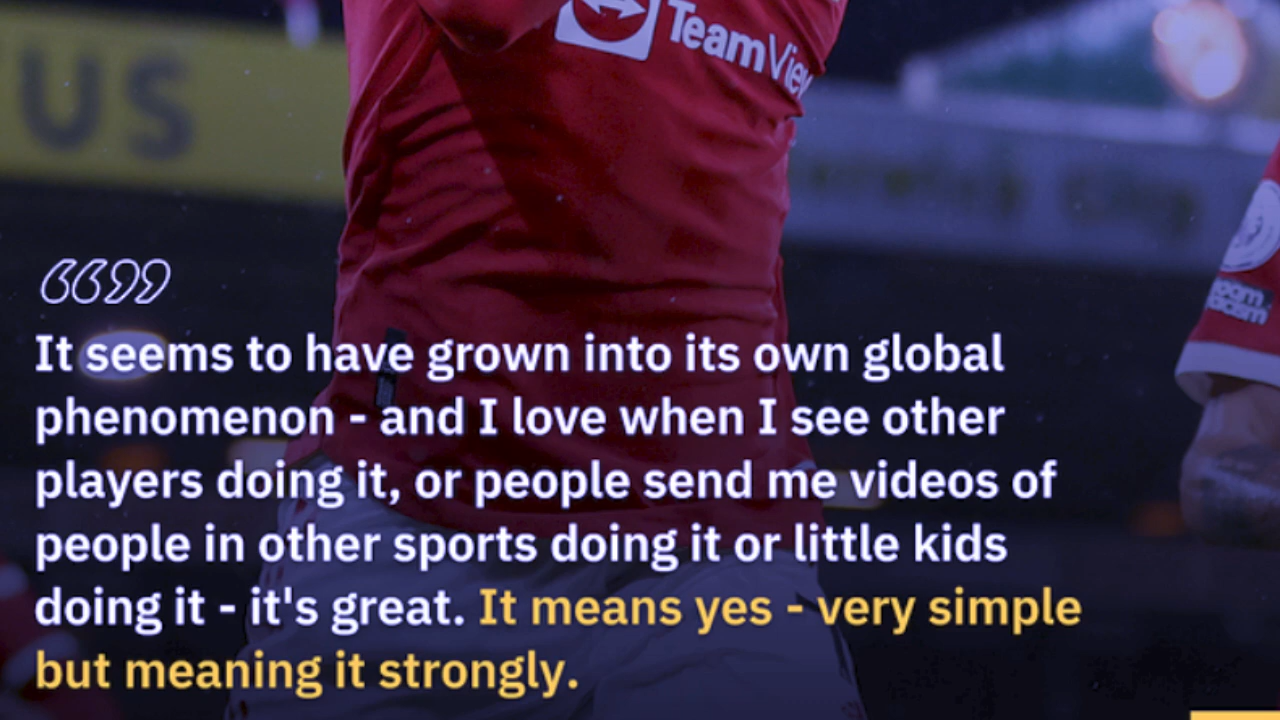 TeamView
US
It seems to have grown into its own global
phenomenon - and I love when I see other
players doing it, or people send me videos of
people in other sports doing it or little kids
doing it - it's great. It means yes - very simple
but meaning it strongly.